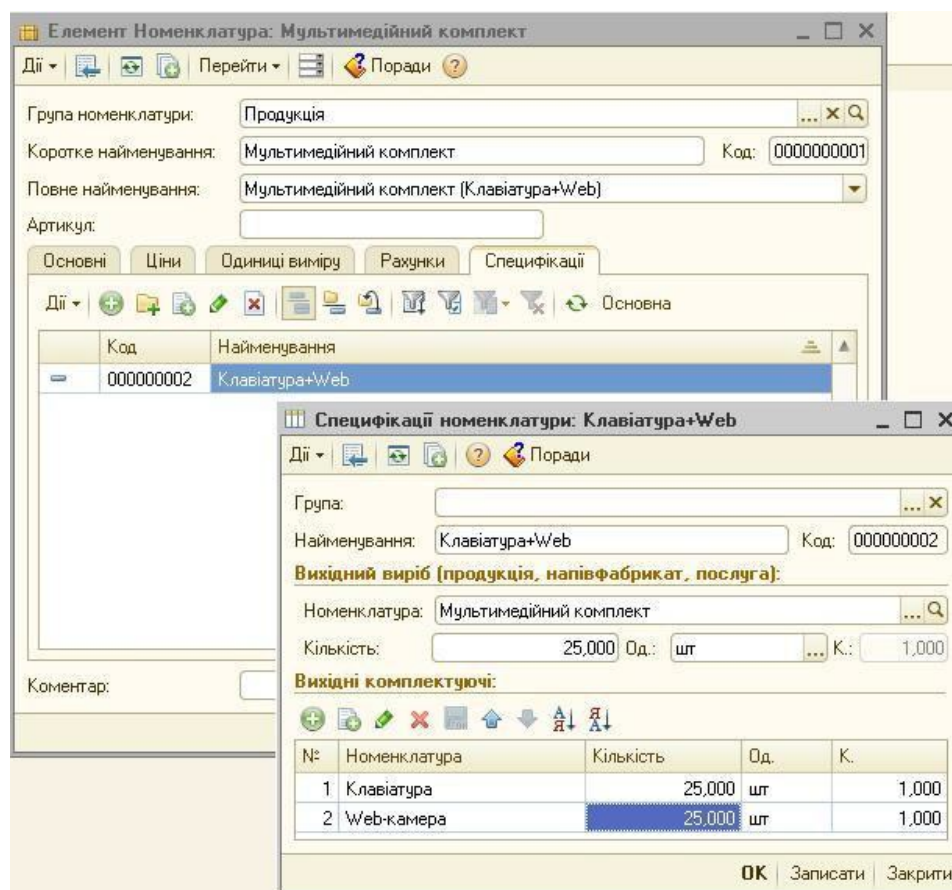 Елемент Номенклатура: Мультимедійний комплект
Дії Перейти Поради
Група номенклатури: Продукція ...
Коротке найменування: Мультимедійний комплект Код: 0000000001
Повне найменування: Мультимедійний комплект (Клавіатура+Web)
Артикул:
Основні Ціни Одиниці виміру Рахунки Специфікації
Дії Основна
Код Найменування
000000002 Клавіатура+Web
Коментар:
Специфікації номенклатури: Клавіатура+Web
Дії Поради
Група: ...
Найменування: Клавіатура+Web Код: 000000002
Вихідний виріб (продукція, напівфабрикат, послуга):
Номенклатура: Мультимедійний комплект ...
Кількість: 25,000 Од.: шт ... К.: 1,000
Вихідні комплектуючі:
№ Номенклатура Кількість Од. К.
1 Клавіатура 25,000 шт 1,000
2 Web-камера 25,000 шт 1,000
OK Записати Закрити